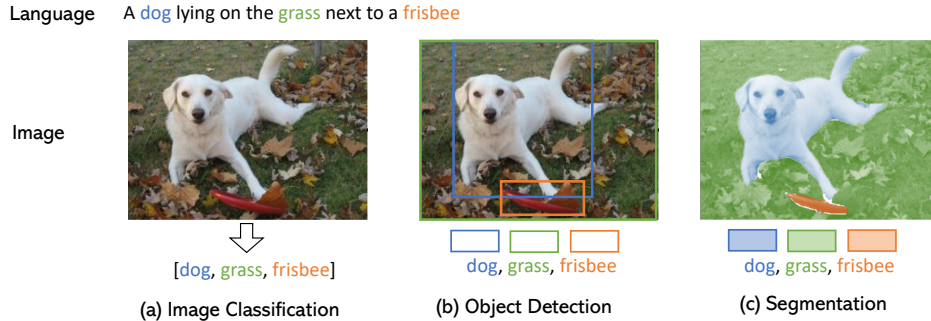 Language A dog lying on the grass next to a frisbee
Image
[dog, grass, frisbee]
dog, grass, frisbee
dog, grass, frisbee
(a) Image Classification
(b) Object Detection
(c) Segmentation